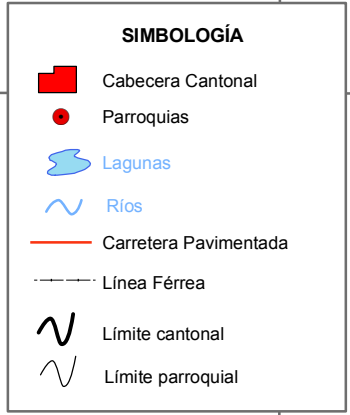 SIMBOLOGÍA
Cabecera Cantonal
Parroquias
Lagunas
Ríos
Carretera Pavimentada
Línea Férrea
Límite cantonal
Límite parroquial